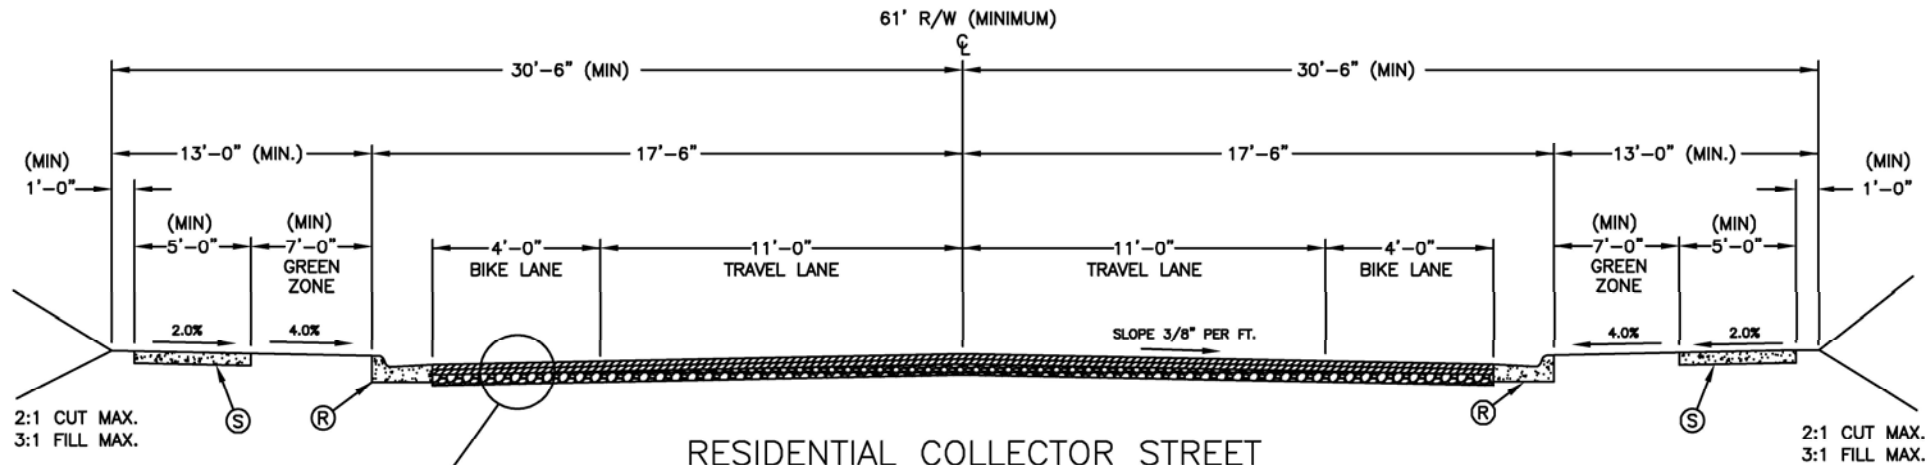 61' R/W (MINIMUM)
℄
30'-6" (MIN) 30'-6" (MIN)
13'-0" (MIN.) 17'-6" 17'-6" 13'-0" (MIN.)
(MIN) (MIN)
1'-0" 1'-0"
(MIN) (MIN) (MIN) (MIN)
5'-0" 7'-0" 4'-0" 11'-0" 11'-0" 4'-0" 7'-0" 5'-0"
GREEN BIKE LANE TRAVEL LANE TRAVEL LANE BIKE LANE GREEN
ZONE ZONE
2.0% 4.0% SLOPE 3/8" PER FT. 4.0% 2.0%
S R R S
2:1 CUT MAX. 2:1 CUT MAX.
3:1 FILL MAX. 3:1 FILL MAX.
RESIDENTIAL COLLECTOR STREET